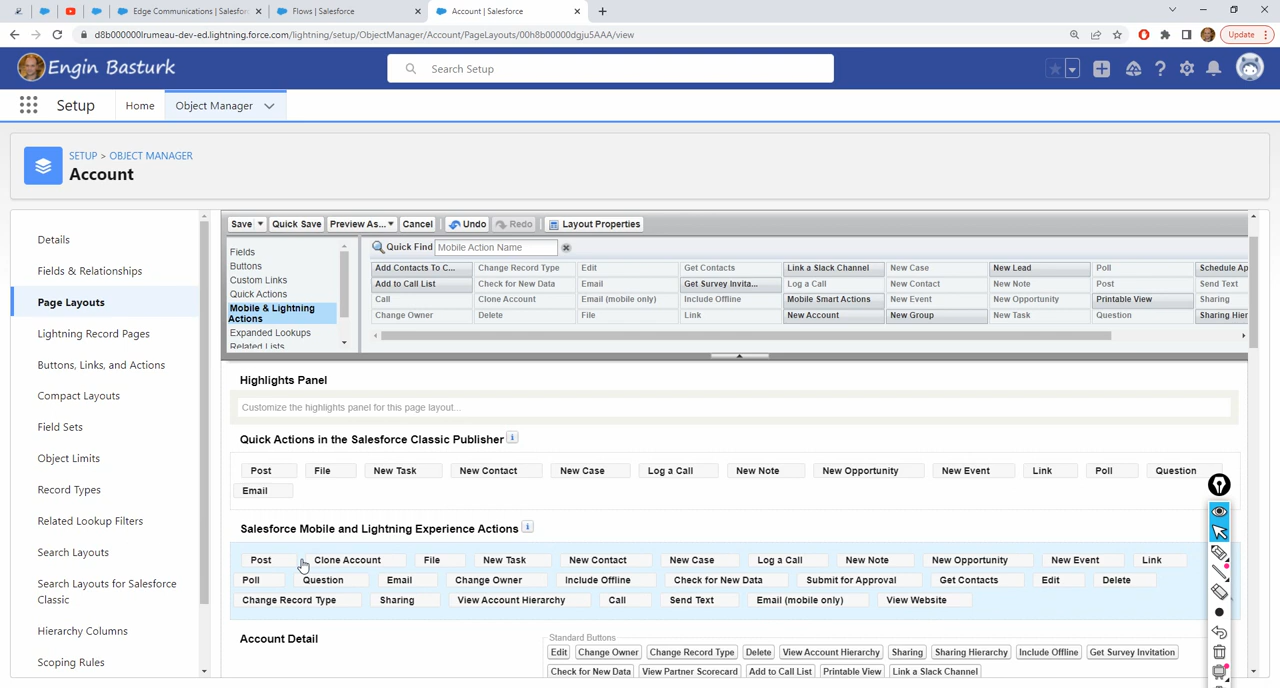 Edge Communications | Salesfor
Flows | Salesforce
Account | Salesforce
d8b000000lrumeau-dev-ed.lightning.force.com/lightning/setup/ObjectManager/Account/PageLayouts/00h8b00000dgju5AAA/view
Update
Engin Basturk
Search Setup
Setup
Home
Object Manager
SETUP > OBJECT MANAGER
Account
Details
Fields & Relationships
Page Layouts
Lightning Record Pages
Buttons, Links, and Actions
Compact Layouts
Field Sets
Object Limits
Record Types
Related Lookup Filters
Search Layouts
Search Layouts for Salesforce
Classic
Hierarchy Columns
Scoping Rules
Save Quick Save Preview As... Cancel Undo Redo Layout Properties
Fields
Buttons
Custom Links
Quick Actions
Mobile & Lightning
Actions
Expanded Lookups
Related Lists
Quick Find Mobile Action Name
Add Contacts To C... Change Record Type Edit Get Contacts Link a Slack Channel New Case New Lead Poll Schedule Ap
Add to Call List Check for New Data Email Get Survey Invita... Log a Call New Contact New Note Post Send Text
Call Clone Account Email (mobile only) Include Offline Mobile Smart Actions New Event New Opportunity Printable View Sharing
Change Owner Delete File Link New Account New Group New Task Question Sharing Hier
Highlights Panel
Customize the highlights panel for this page layout...
Quick Actions in the Salesforce Classic Publisher
Post File New Task New Contact New Case Log a Call New Note New Opportunity New Event Link Poll Question
Email
Salesforce Mobile and Lightning Experience Actions
Post Clone Account File New Task New Contact New Case Log a Call New Note New Opportunity New Event Link
Poll Question Email Change Owner Include Offline Check for New Data Submit for Approval Get Contacts Edit Delete
Change Record Type Sharing View Account Hierarchy Call Send Text Email (mobile only) View Website
Account Detail
Standard Buttons
Edit Change Owner Change Record Type Delete View Account Hierarchy Sharing Sharing Hierarchy Include Offline Get Survey Invitation
Check for New Data View Partner Scorecard Add to Call List Printable View Link a Slack Channel